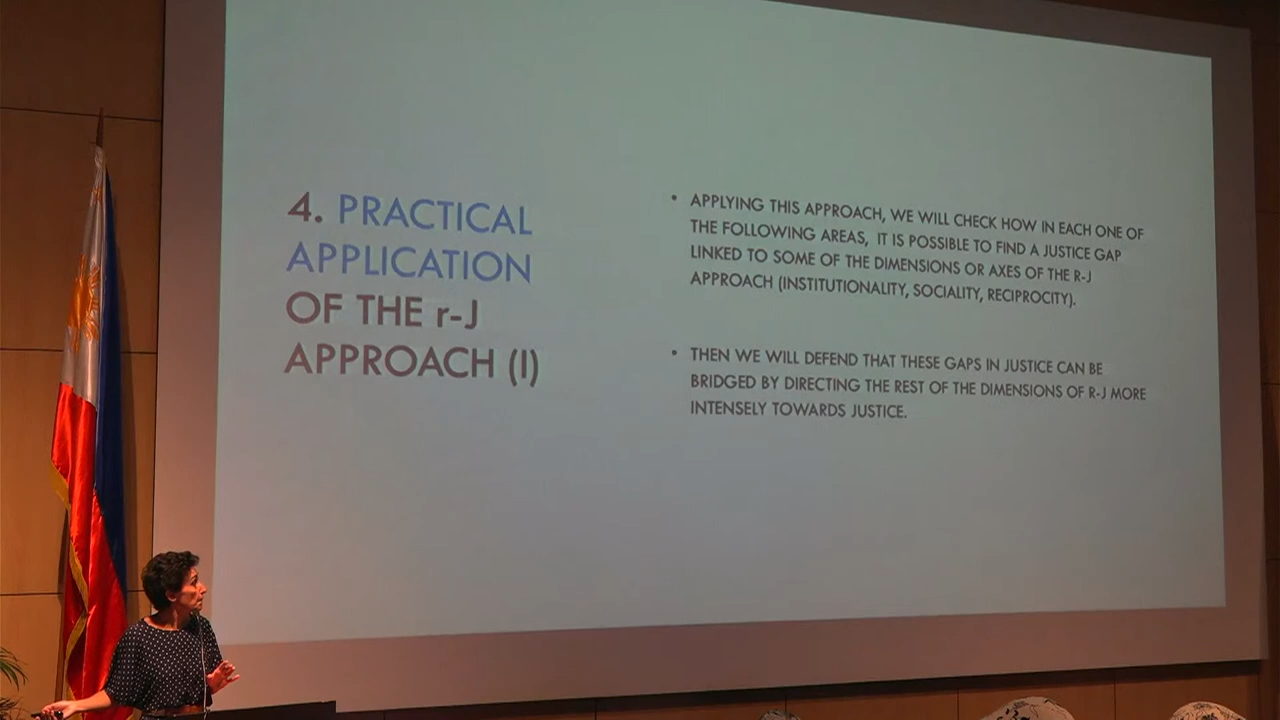 4. PRACTICAL
APPLICATION
OF THE r-J
APPROACH (I)
• APPLYING THIS APPROACH, WE WILL CHECK HOW IN EACH ONE OF
THE FOLLOWING AREAS, IT IS POSSIBLE TO FIND A JUSTICE GAP
LINKED TO SOME OF THE DIMENSIONS OR AXES OF THE R-J
APPROACH (INSTITUTIONALITY, SOCIALITY, RECIPROCITY).
• THEN WE WILL DEFEND THAT THESE GAPS IN JUSTICE CAN BE
BRIDGED BY DIRECTING THE REST OF THE DIMENSIONS OF R-J MORE
INTENSELY TOWARDS JUSTICE.